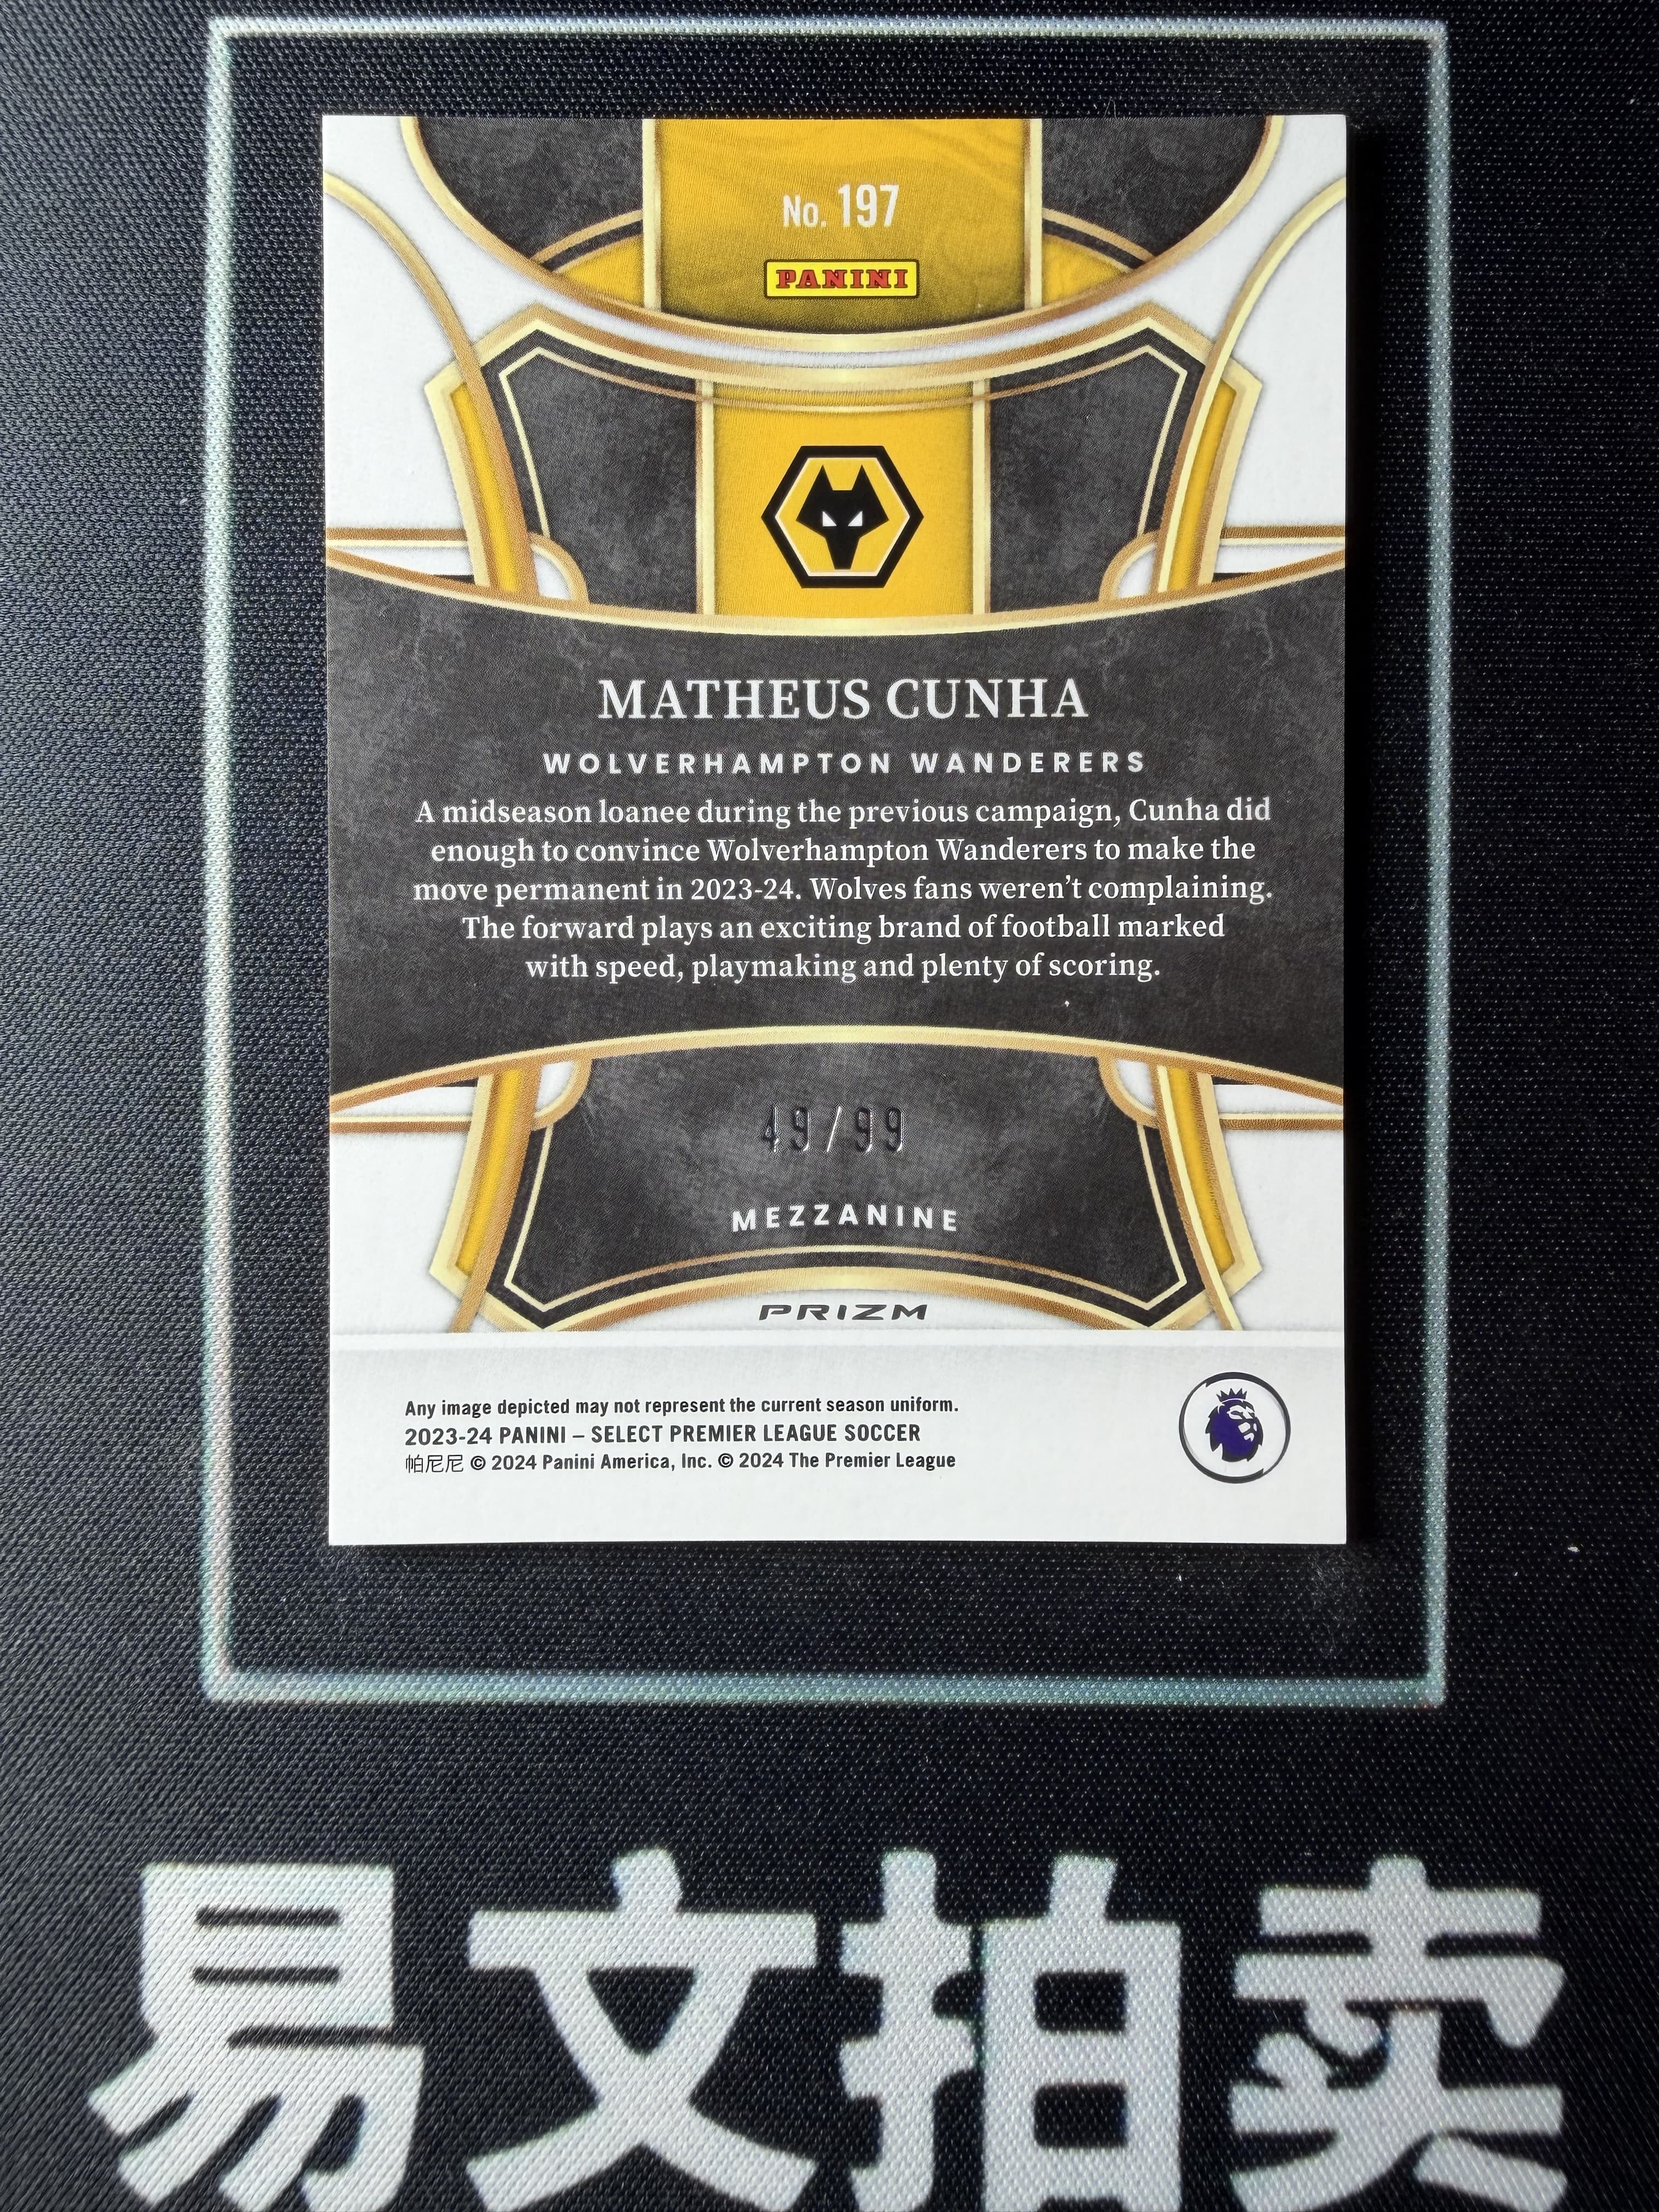 No. 197
PANINI
MATHEUS CUNHA
WOLVERHAMPTON WANDERERS
A midseason loanee during the previous campaign, Cunha did
enough to convince Wolverhampton Wanderers to make the
move permanent in 2023-24. Wolves fans weren’t complaining.
The forward plays an exciting brand of football marked
with speed, playmaking and plenty of scoring.
49/99
MEZZANINE
PRIZM
Any image depicted may not represent the current season uniform.
2023-24 PANINI – SELECT PREMIER LEAGUE SOCCER
帕尼尼 © 2024 Panini America, Inc. © 2024 The Premier League
易文拍卖